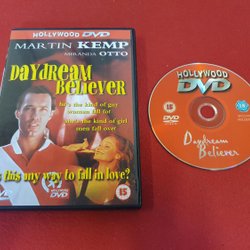 HOLLYWOOD DVD
MARTIN KEMP
MIRANDA OTTO
DAYDREAM
BELIEVER
he's the kind of guy
women fall for
she's the kind of girl
men fall over
is this any way to fall in love?
DVD
15
HOLLYWOOD
DVD
15
DVD
Daydream
Believer